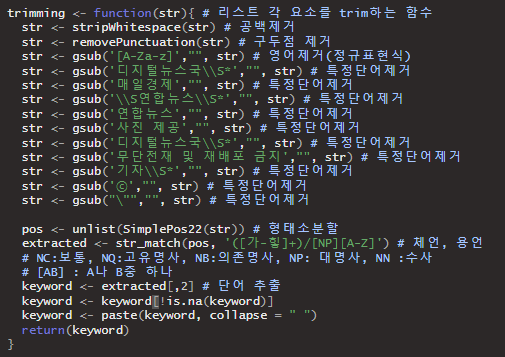 trimming <- function(str){ # 리스트 각 요소를 trim하는 함수
  str <- stripWhitespace(str) # 공백제거
  str <- removePunctuation(str) # 구두점 제거
  str <- gsub('[A-Za-z]',"", str) # 영어제거(정규표현식)
  str <- gsub('디지털뉴스국\\S*',"", str) # 특정단어제거
  str <- gsub('매일경제',"", str) # 특정단어제거
  str <- gsub('\\S연합뉴스\\S*',"", str) # 특정단어제거
  str <- gsub('연합뉴스',"", str) # 특정단어제거
  str <- gsub('사진 제공',"", str) # 특정단어제거
  str <- gsub('디지털뉴스국\\S*',"", str) # 특정단어제거
  str <- gsub('무단전재 및 재배포 금지',"", str) # 특정단어제거
  str <- gsub('기자\\S*',"", str) # 특정단어제거
  str <- gsub('ⓒ',"", str) # 특정단어제거
  str <- gsub("\"","", str) # 특정단어제거
  pos <- unlist(SimplePos22(str)) # 형태소분할
  extracted <- str_match(pos, '([가-힣]+)/[NP][A-Z]') # 체언, 용언
  # NC:보통, NQ:고유명사, NB:의존명사, NP: 대명사, NN :수사
  # [AB] : A나 B중 하나
  keyword <- extracted[,2] # 단어 추출
  keyword <- keyword[!is.na(keyword)]
  keyword <- paste(keyword, collapse = " ")
  return(keyword)
}